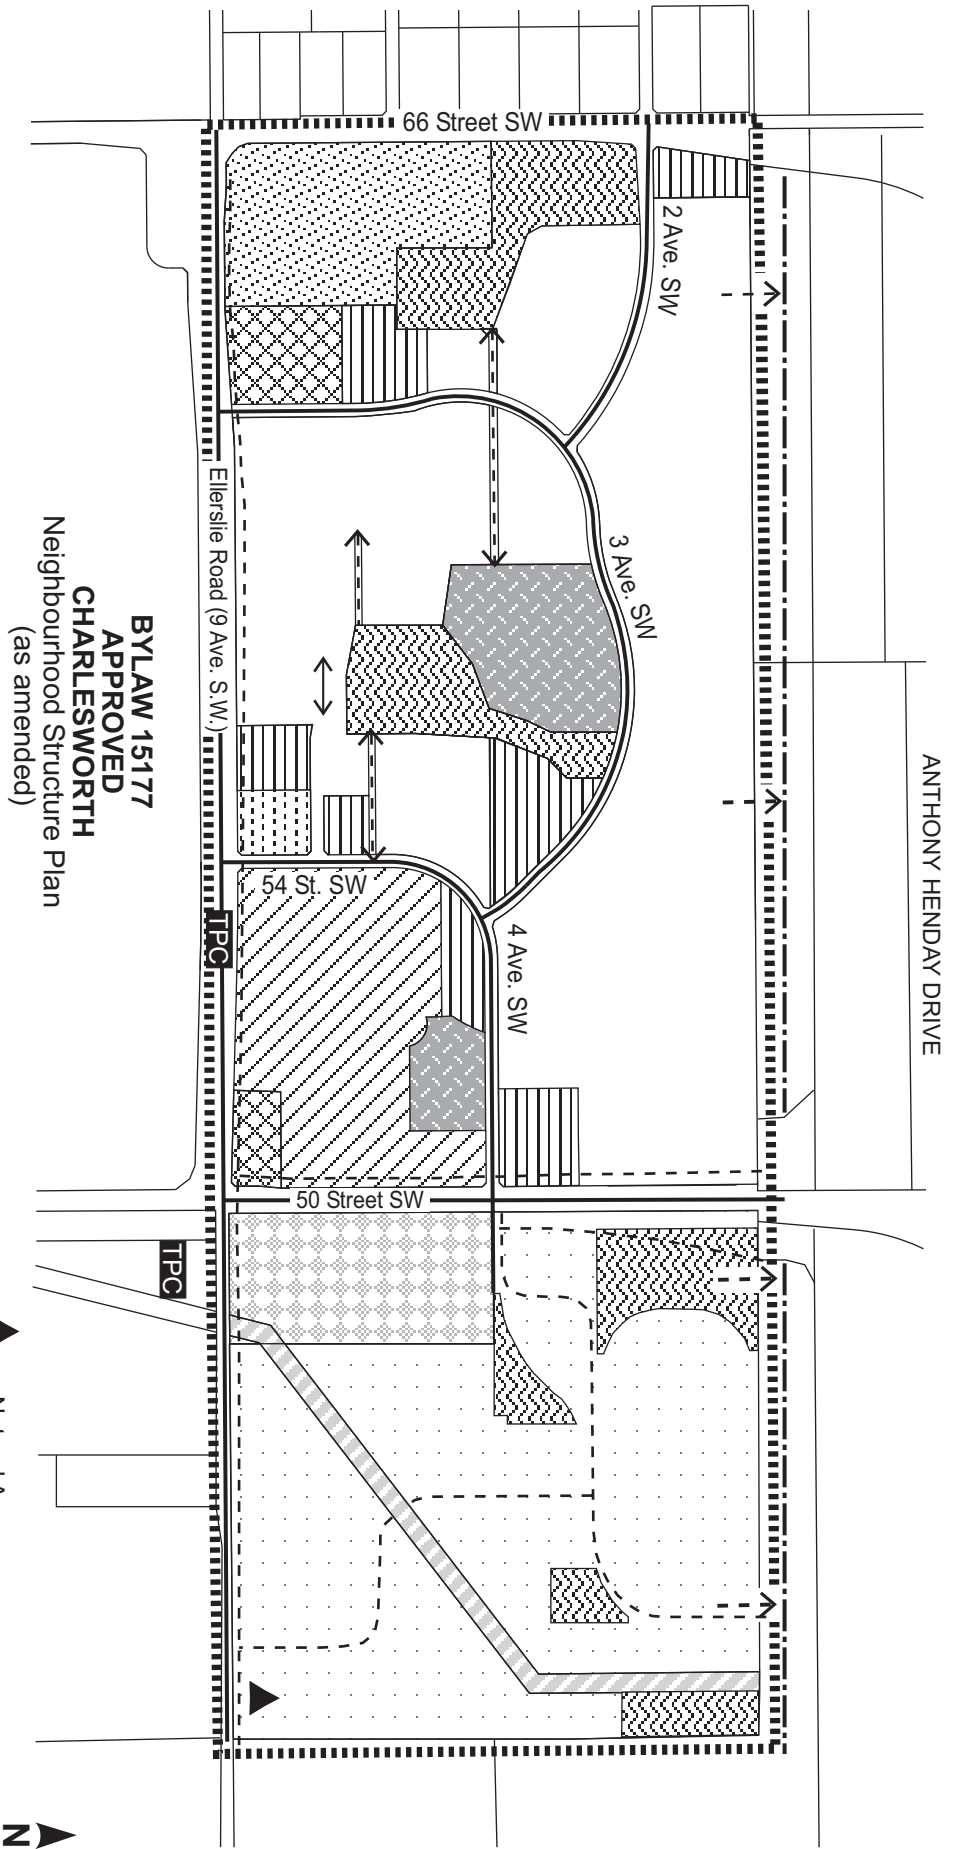 66 Street SW
2 Ave. SW
3 Ave. SW
Ellerslie Road (9 Ave. S.W.)
54 St. SW
4 Ave. SW
TPC
50 Street SW
TPC
ANTHONY HENDAY DRIVE
BYLAW 15177
APPROVED
CHARLESWORTH
Neighbourhood Structure Plan
(as amended)
N